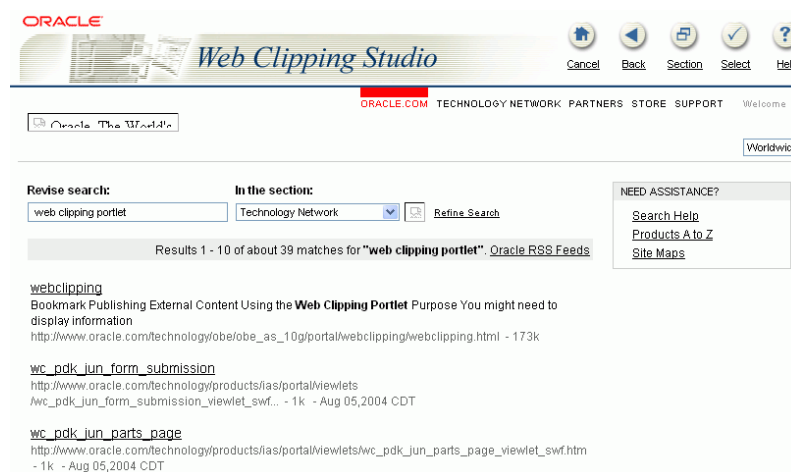 ORACLE
Web Clipping Studio
Cancel Back Section Select
ORACLE.COM TECHNOLOGY NETWORK PARTNERS STORE SUPPORT Welcome
Oracle, The World's
Revise search:
In the section:
web clipping portlet
Technology Network
Refine Search
Results 1 - 10 of about 39 matches for "web clipping portlet". Oracle RSS Feeds
NEED ASSISTANCE?
Search Help
Products A to Z
Site Maps
webclipping
Bookmark Publishing External Content Using the Web Clipping Portlet Purpose You might need to
display information
http://www.oracle.com/technology/obe/obe_as_10g/portal/webclipping/webclipping.html - 173k
wc_pdk_jun_form_submission
http://www.oracle.com/technology/products/ias/portal/viewlets
/wc_pdk_jun_form_submission_viewlet_swf... - 1k - Aug 05,2004 CDT
wc_pdk_jun_parts_page
http://www.oracle.com/technology/products/ias/portal/viewlets/wc_pdk_jun_parts_page_viewlet_swf.htm
- 1k - Aug 05,2004 CDT